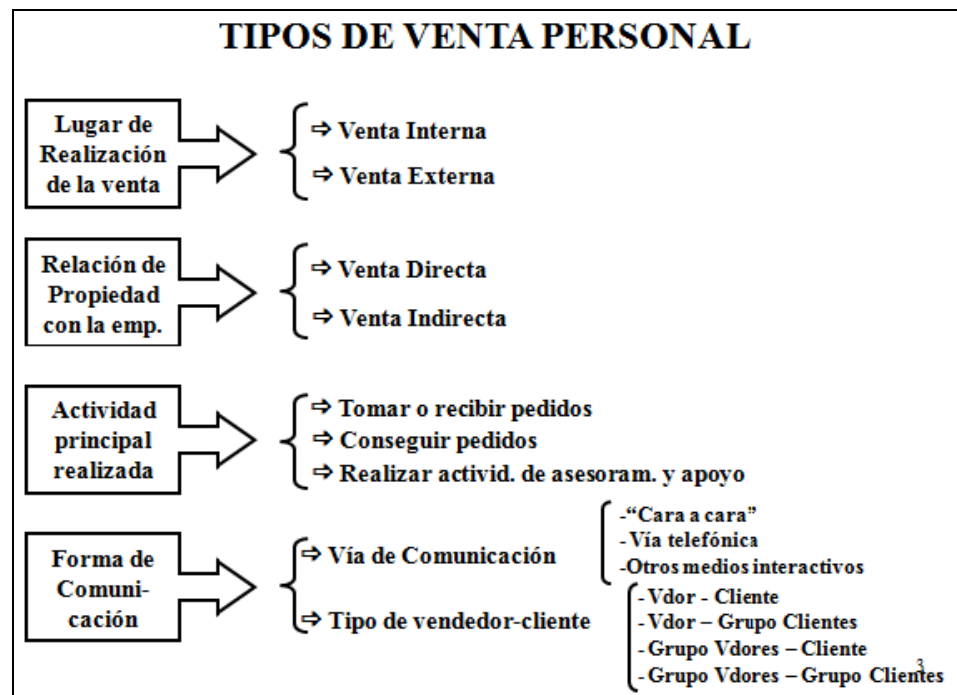 TIPOS DE VENTA PERSONAL
Lugar de
Realización
de la venta
⇨ Venta Interna
⇨ Venta Externa
Relación de
Propiedad
con la emp.
⇨ Venta Directa
⇨ Venta Indirecta
Actividad
principal
realizada
⇨ Tomar o recibir pedidos
⇨ Conseguir pedidos
⇨ Realizar activid. de asesoram. y apoyo
Forma de
Comuni-
cación
⇨ Vía de Comunicación
-“Cara a cara”
- Vía telefónica
-Otros medios interactivos
⇨ Tipo de vendedor-cliente
- Vdor - Cliente
- Vdor – Grupo Clientes
- Grupo Vdores – Cliente
- Grupo Vdores – Grupo Clientes
3